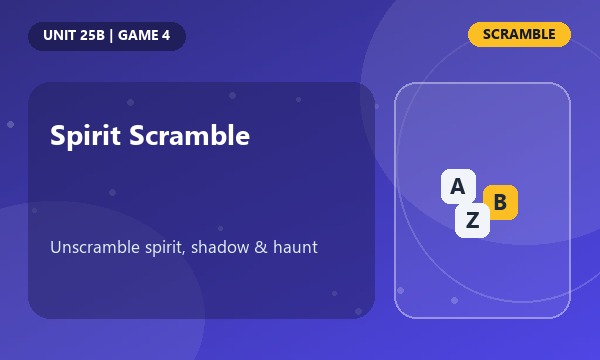 UNIT 25B | GAME 4
SCRAMBLE
Spirit Scramble
Unscramble spirit, shadow & haunt
A
B
Z